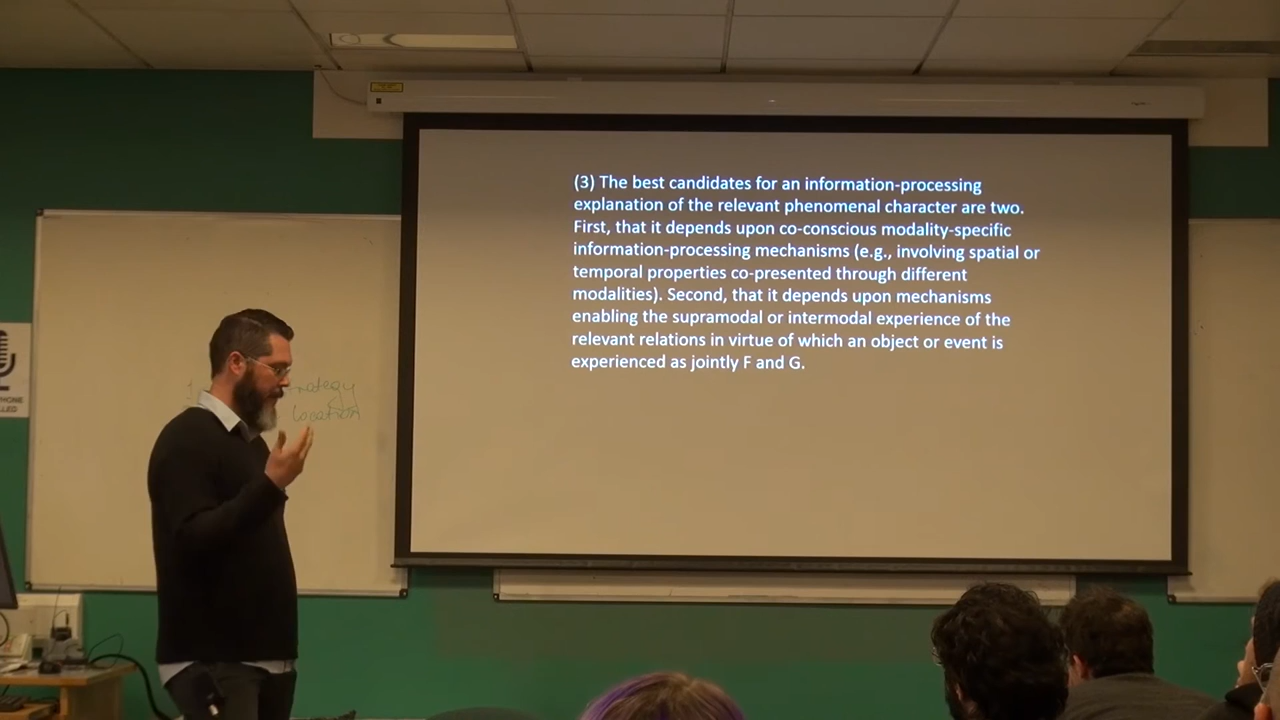 (3) The best candidates for an information-processing
explanation of the relevant phenomenal character are two.
First, that it depends upon co-conscious modality-specific
information-processing mechanisms (e.g., involving spatial or
temporal properties co-presented through different
modalities). Second, that it depends upon mechanisms
enabling the supramodal or intermodal experience of the
relevant relations in virtue of which an object or event is
experienced as jointly F and G.
location